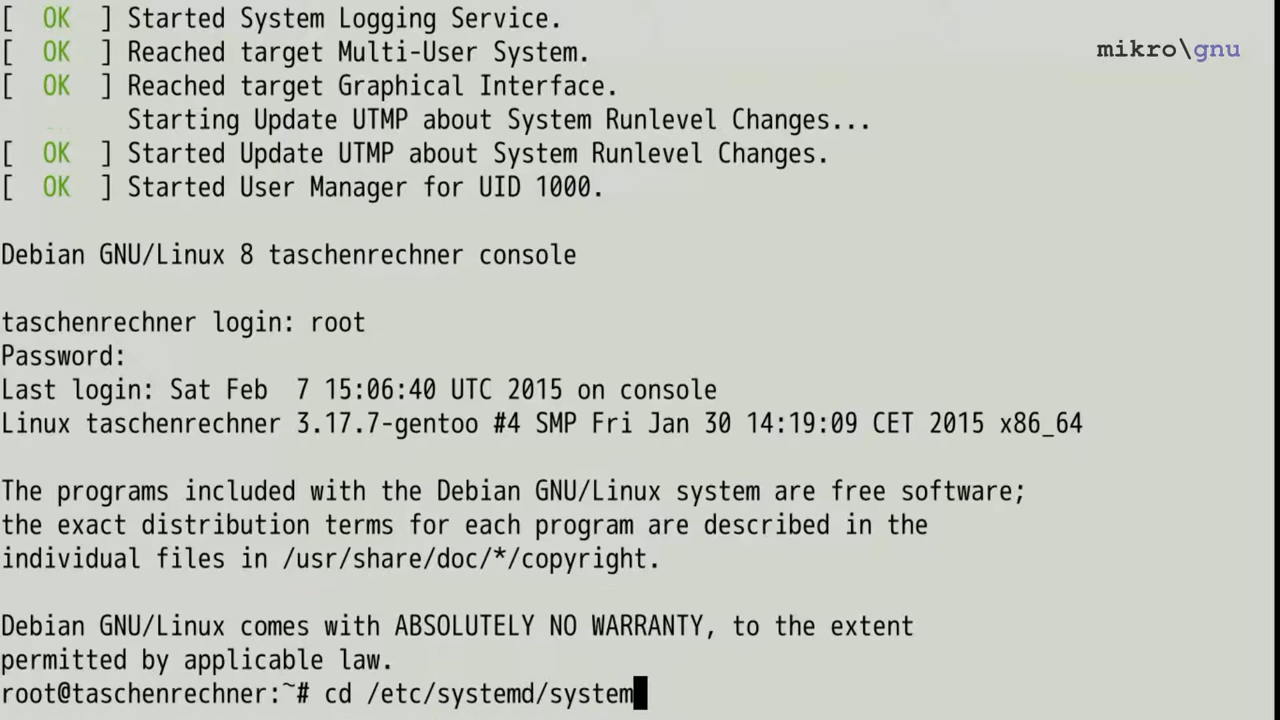 [  OK  ] Started System Logging Service.
[  OK  ] Reached target Multi-User System.
mikro\gnu
[  OK  ] Reached target Graphical Interface.
Starting Update UTMP about System Runlevel Changes...
[  OK  ] Started Update UTMP about System Runlevel Changes.
[  OK  ] Started User Manager for UID 1000.
Debian GNU/Linux 8 taschenrechner console
taschenrechner login: root
Password:
Last login: Sat Feb  7 15:06:40 UTC 2015 on console
Linux taschenrechner 3.17.7-gentoo #4 SMP Fri Jan 30 14:19:09 CET 2015 x86_64
The programs included with the Debian GNU/Linux system are free software;
the exact distribution terms for each program are described in the
individual files in /usr/share/doc/*/copyright.
Debian GNU/Linux comes with ABSOLUTELY NO WARRANTY, to the extent
permitted by applicable law.
root@taschenrechner:~# cd /etc/systemd/system